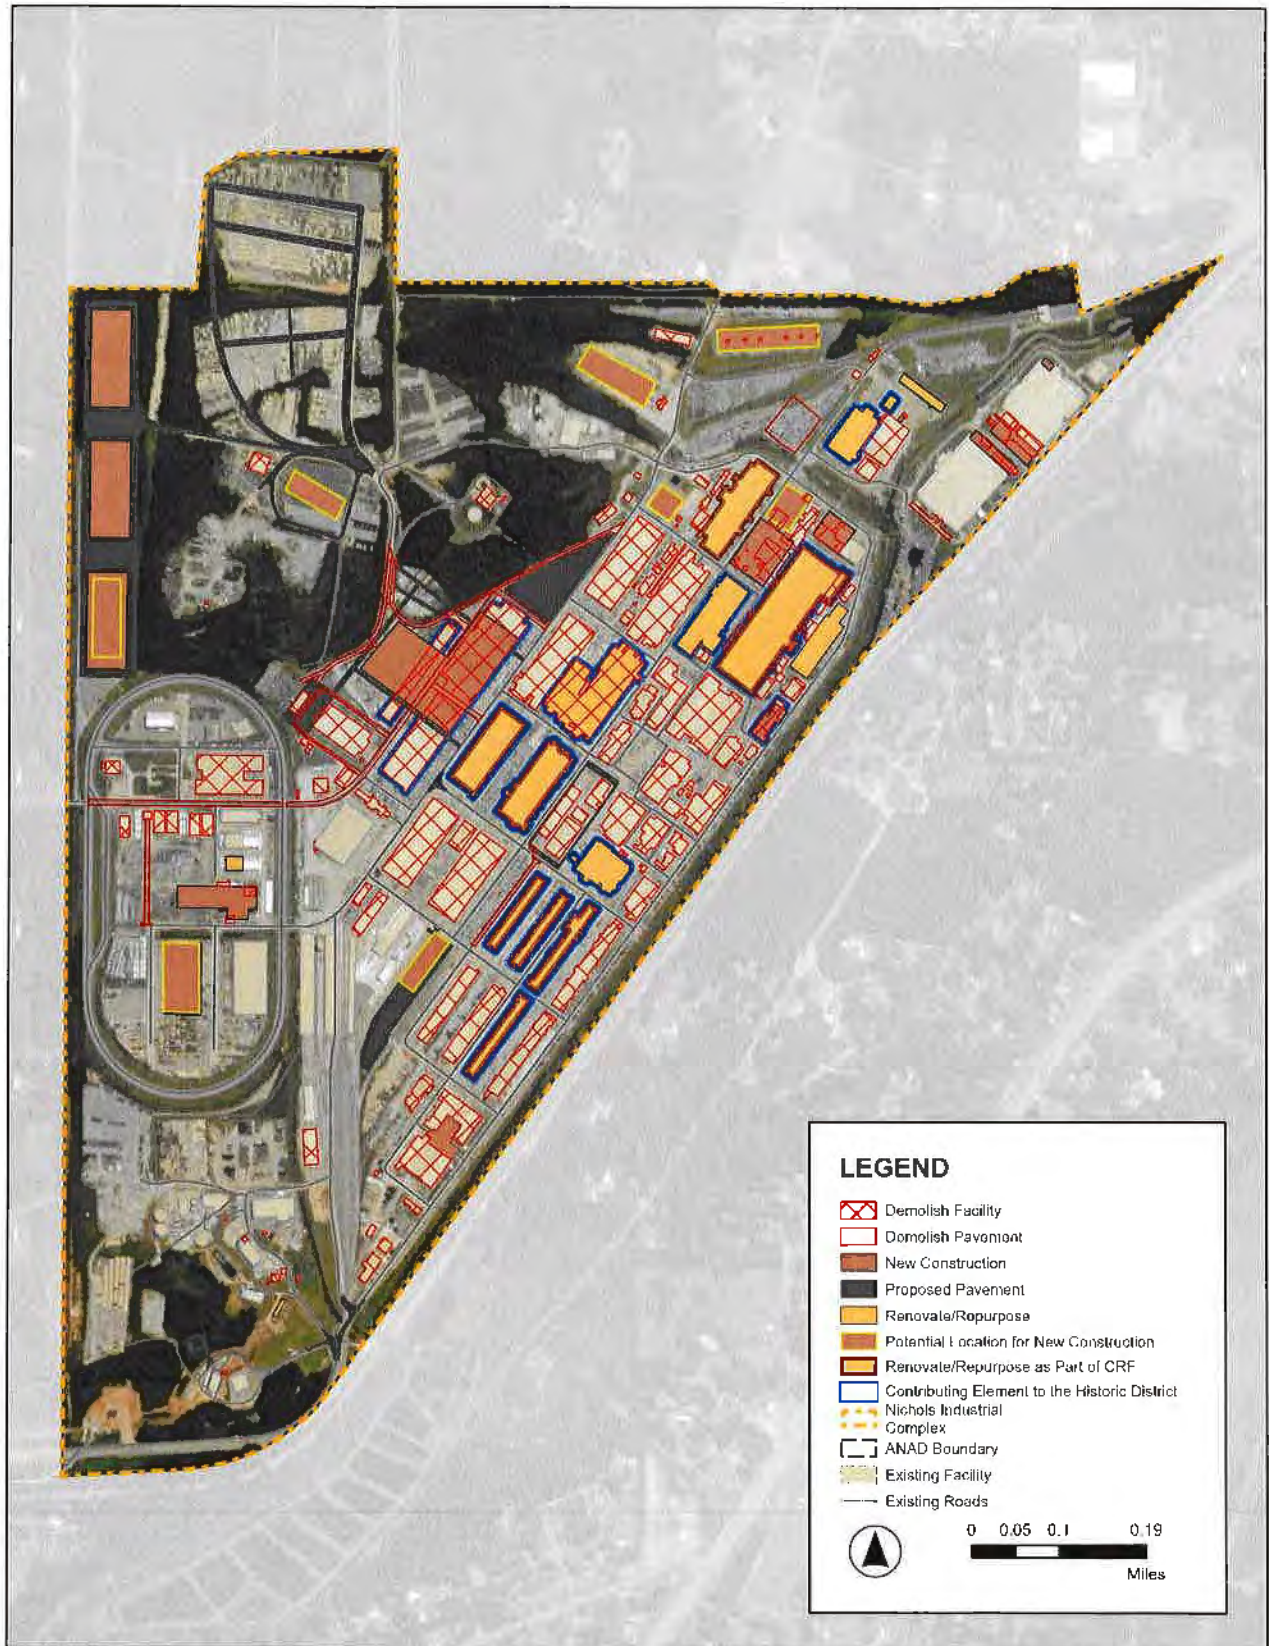 LEGEND
Demolish Facility
Demolish Pavement
New Construction
Proposed Pavement
Renovate/Repurpose
Potential Location for New Construction
Renovate/Repurpose as Part of CRF
Contributing Element to the Historic District
Nichols Industrial
Complex
ANAD Boundary
Existing Facility
Existing Roads
0 0.05 0.1 0.19
Miles